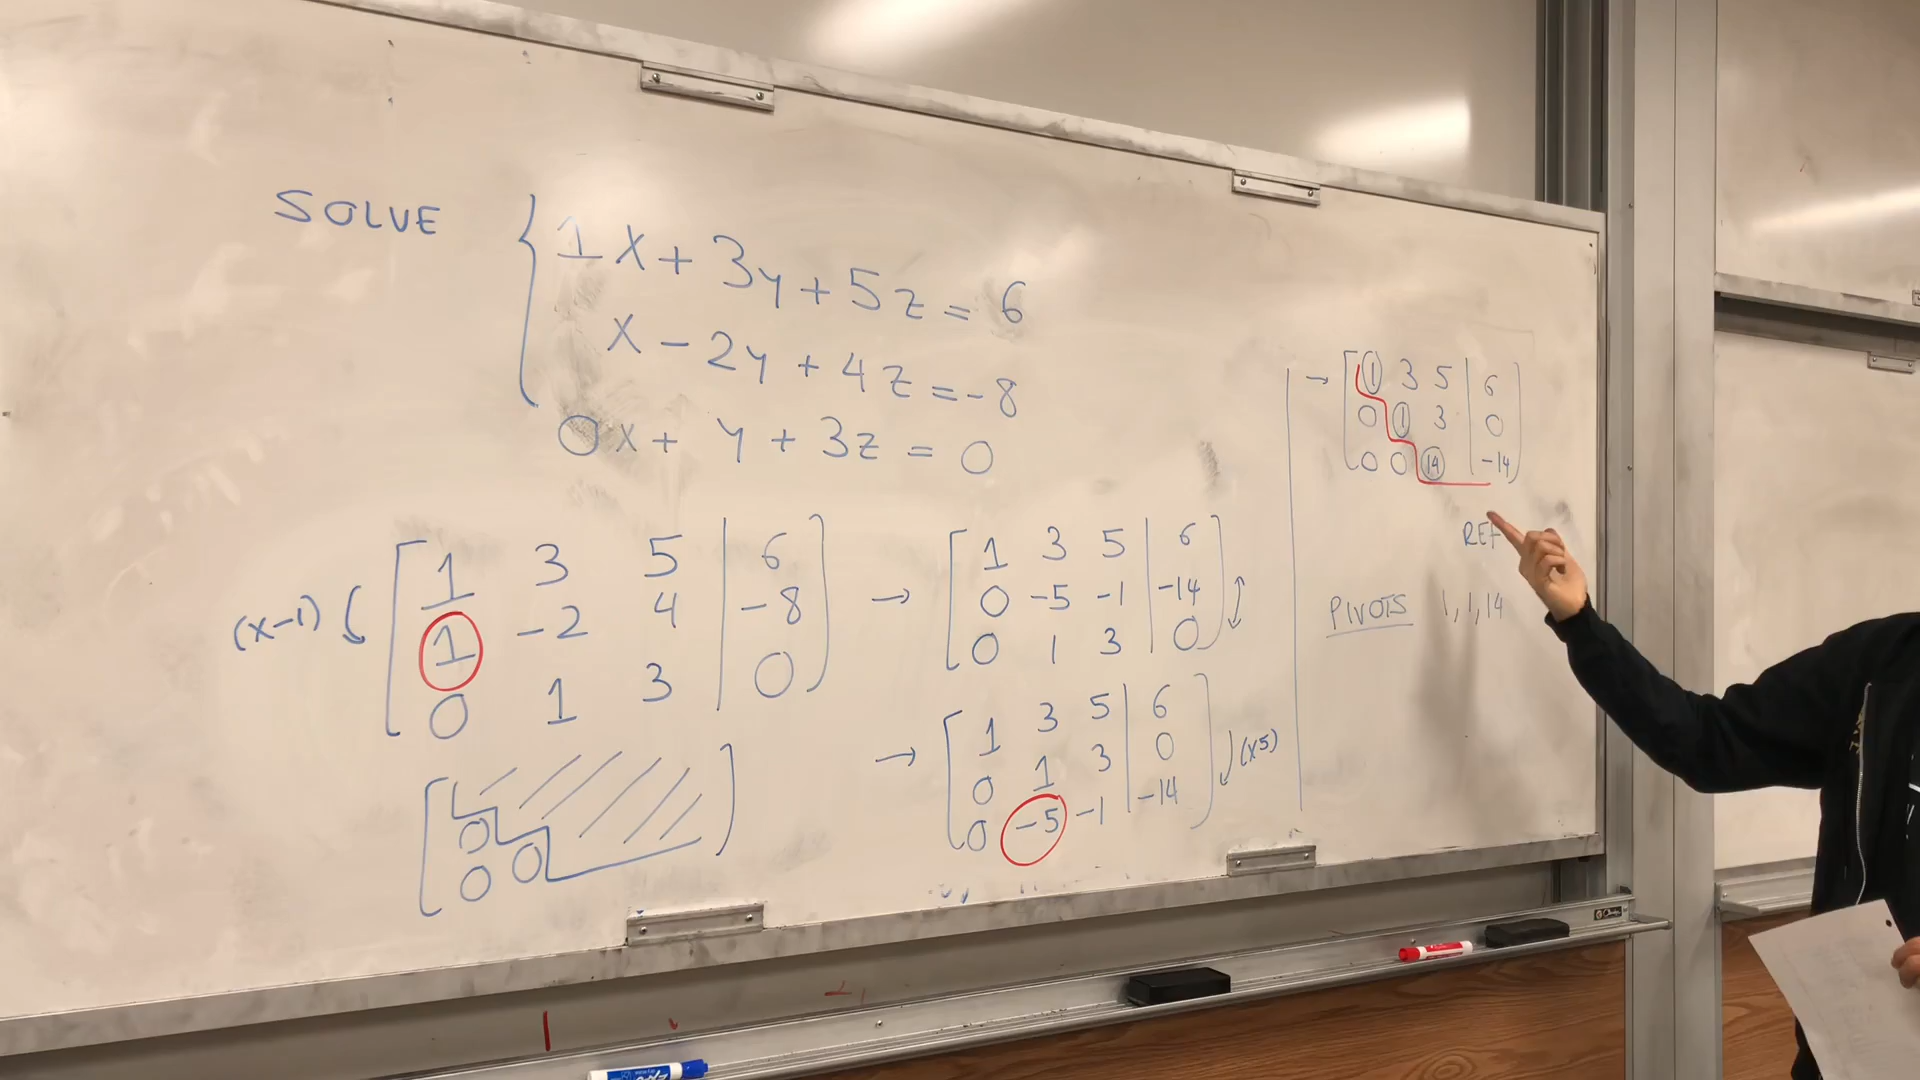 SOLVE
1x + 3y + 5z = 6
x - 2y + 4z = -8
0x + y + 3z = 0
(x-1)
1 3 5 | 6
1 -2 4 | -8
0 1 3 | 0
→
1 3 5 | 6
0 -5 -1 | -14
0 1 3 | 0
→
1 3 5 | 6
0 1 3 | 0
0 -5 -1 | -14
(x5)
0
0 0
→
1 3 5 | 6
0 1 3 | 0
0 0 14 | -14
REF
PIVOTS 1, 1, 14